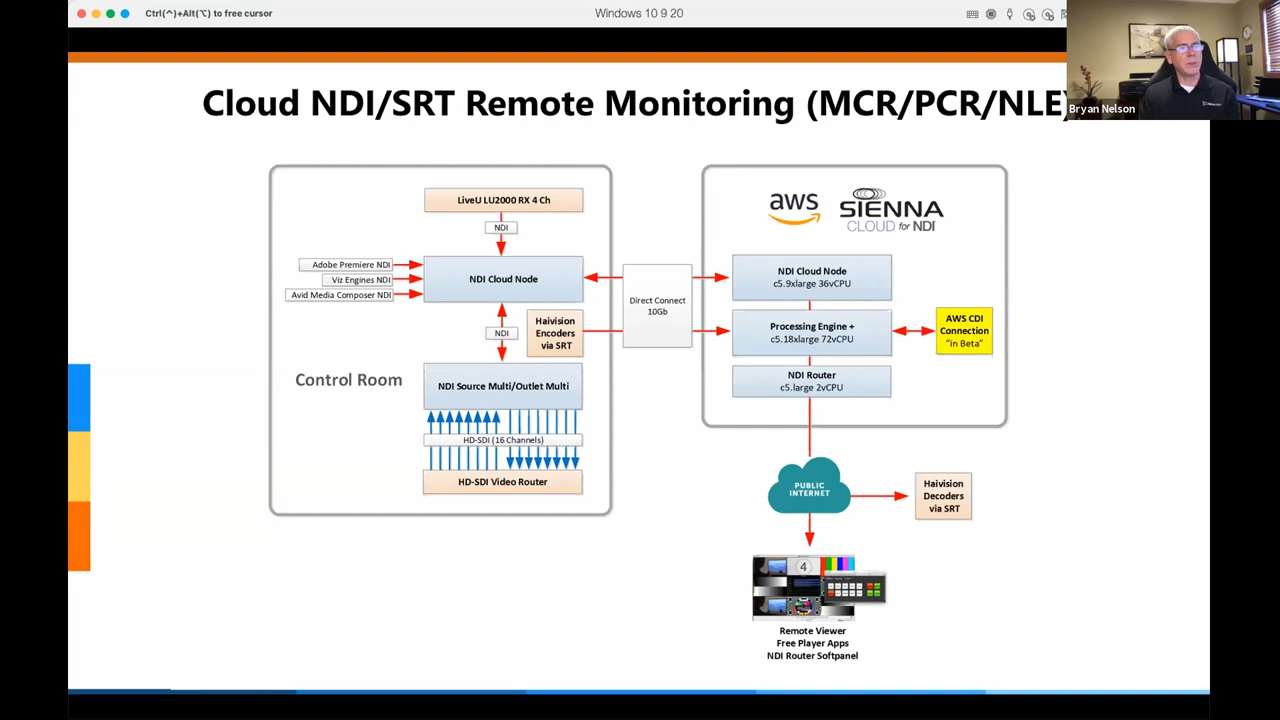 Ctrl(^)+Alt(⌥) to free cursor
Windows 10 9 20
Bryan Nelson
Cloud NDI/SRT Remote Monitoring (MCR/PCR/NLE)
LiveU LU2000 RX 4 Ch
NDI
Adobe Premiere NDI
Viz Engines NDI
Avid Media Composer NDI
NDI Cloud Node
NDI
Haivision
Encoders
via SRT
Control Room
NDI Source Multi/Outlet Multi
HD-SDI (16 Channels)
HD-SDI Video Router
Direct Connect
10Gb
aws
SIENNA
CLOUD for NDI
NDI Cloud Node
c5.9xlarge 36vCPU
Processing Engine +
c5.18xlarge 72vCPU
NDI Router
c5.large 2vCPU
AWS CDI
Connection
"in Beta"
PUBLIC
INTERNET
Haivision
Decoders
via SRT
4
Remote Viewer
Free Player Apps
NDI Router Softpanel